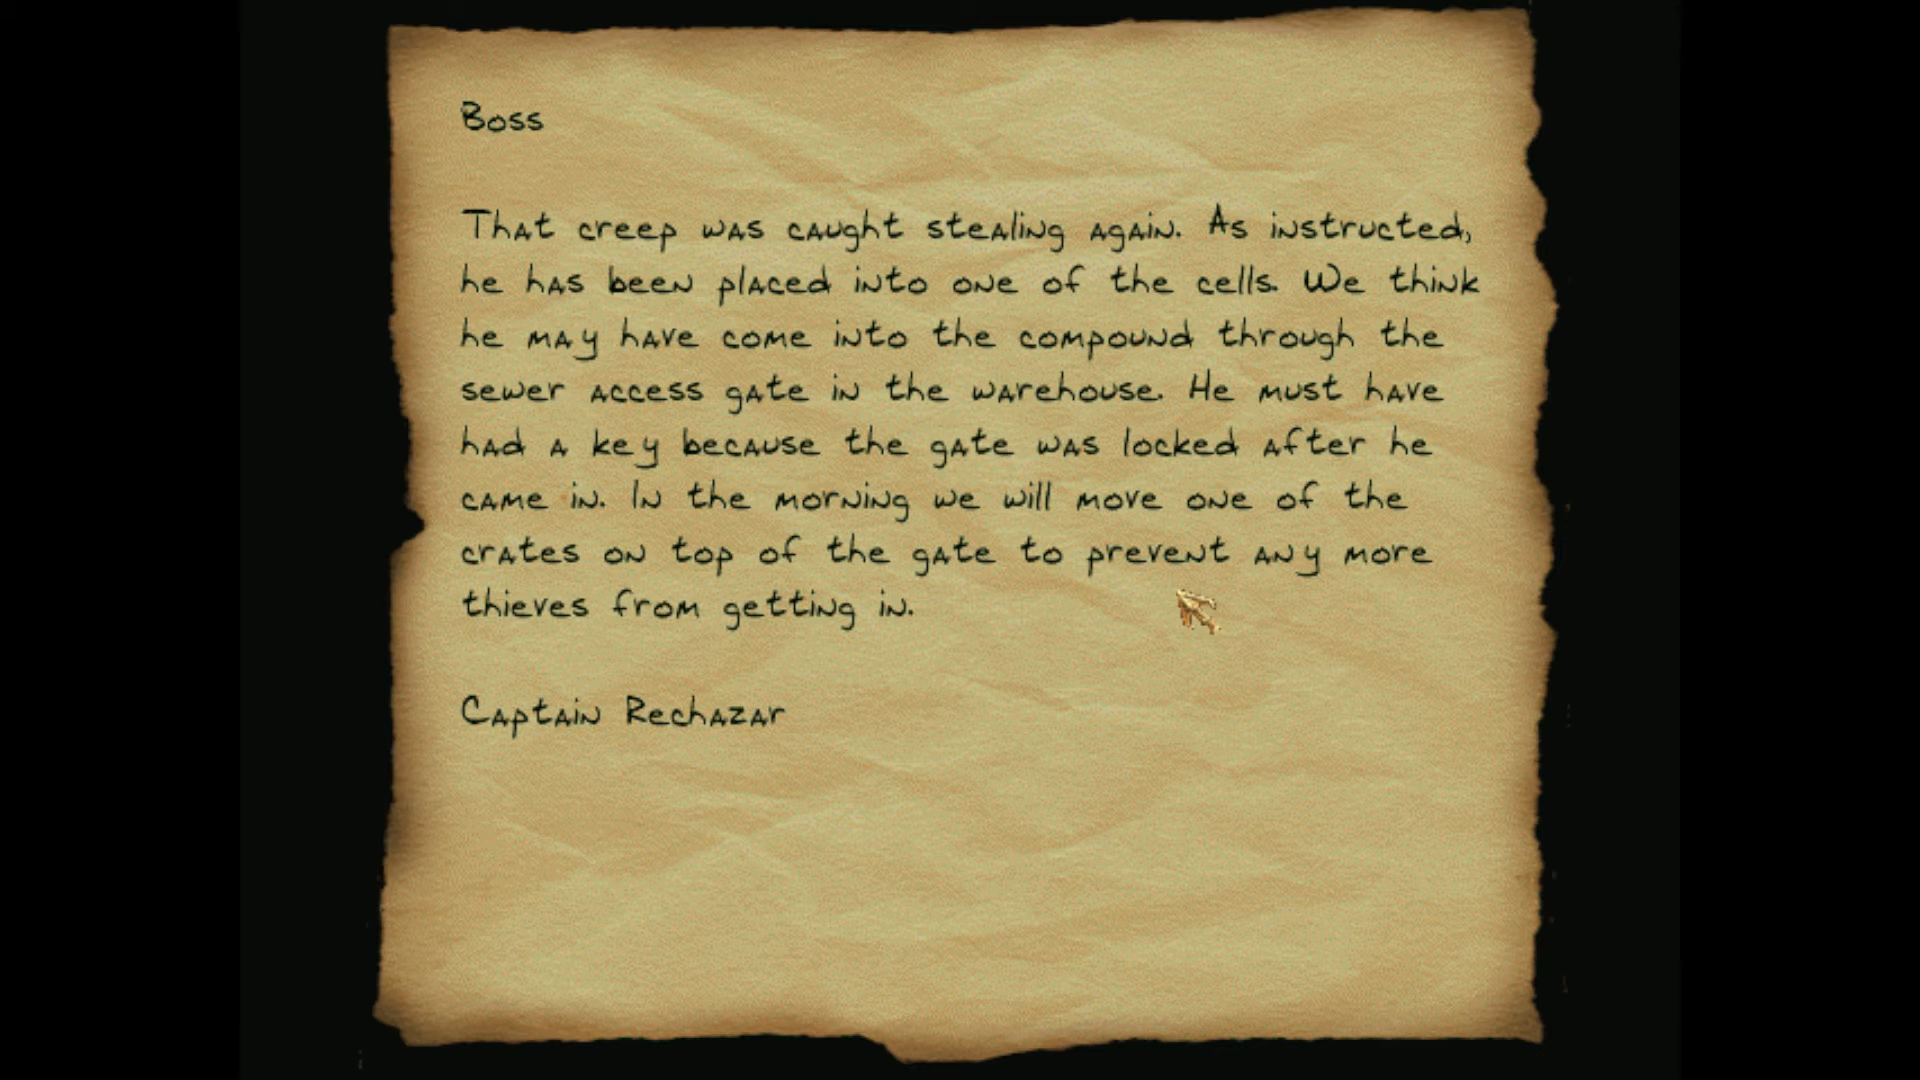 Boss
That creep was caught stealing again. As instructed,
he has been placed into one of the cells. We think
he may have come into the compound through the
sewer access gate in the warehouse. He must have
had a key because the gate was locked after he
came in. In the morning we will move one of the
crates on top of the gate to prevent any more
thieves from getting in.
Captain Rechazar